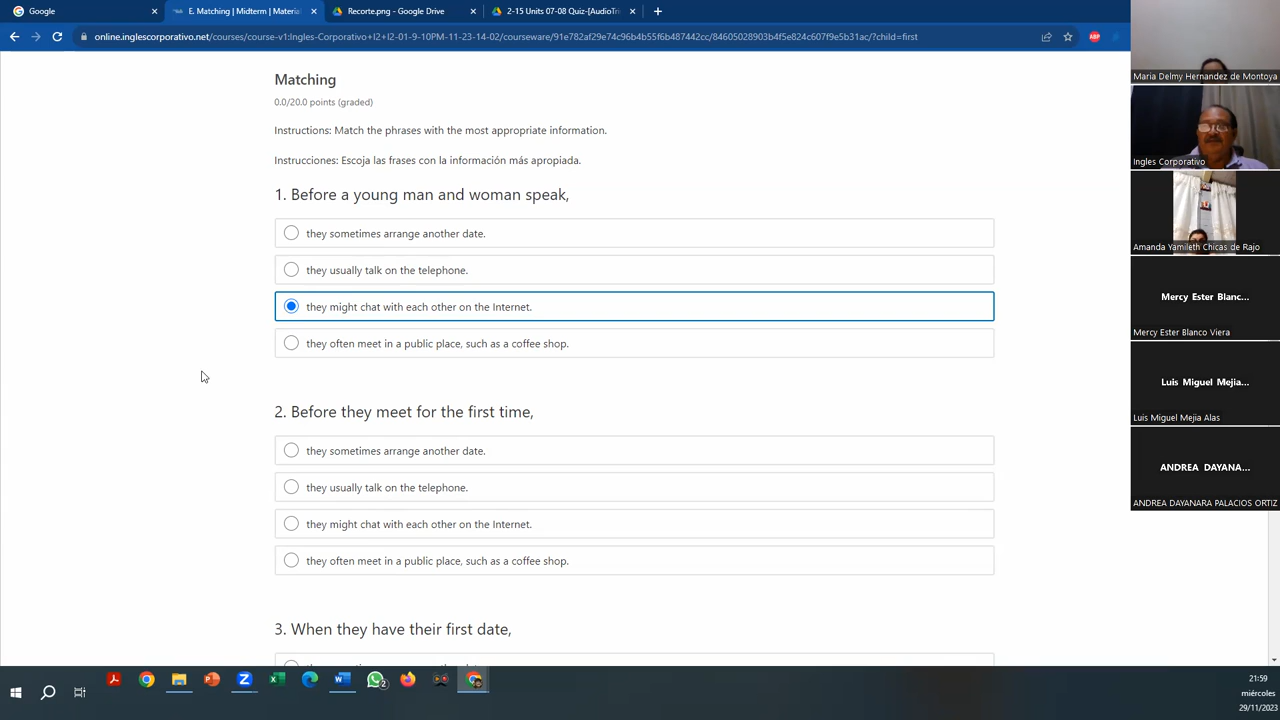 Google
E. Matching | Midterm | Materia
Recorte.png - Google Drive
2-15 Units 07-08 Quiz-[AudioTri
online.inglescorporativo.net/courses/course-v1:Ingles-Corporativo+I2+I2-01-9-10PM-11-23-14-02/courseware/91e782af29e74c96b4b55f6b487442cc/84605028903b4f5e824c607f9e5b31ac/?child=first
ABP
Matching
0.0/20.0 points (graded)
Instructions: Match the phrases with the most appropriate information.
Instrucciones: Escoja las frases con la información más apropiada.
1. Before a young man and woman speak,
they sometimes arrange another date.
they usually talk on the telephone.
they might chat with each other on the Internet.
they often meet in a public place, such as a coffee shop.
2. Before they meet for the first time,
they sometimes arrange another date.
they usually talk on the telephone.
they might chat with each other on the Internet.
they often meet in a public place, such as a coffee shop.
3. When they have their first date,
Maria Delmy Hernandez de Montoya
Ingles Corporativo
Amanda Yamileth Chicas de Rajo
Mercy Ester Blanc...
Mercy Ester Blanco Viera
Luis Miguel Mejia...
Luis Miguel Mejia Alas
ANDREA DAYANA...
ANDREA DAYANARA PALACIOS ORTIZ
2
21:59
miércoles
29/11/2023